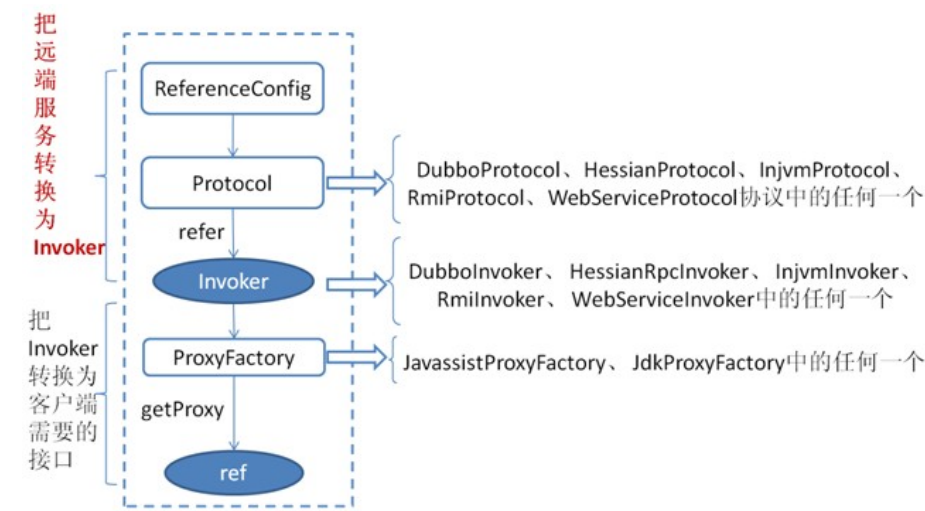 把
远
端
服
务
转
换
为
Invoker
ReferenceConfig
Protocol
DubboProtocol、HessianProtocol、InjvmProtocol、
RmiProtocol、WebServiceProtocol协议中的任何一个
refer
Invoker
DubboInvoker、 HessianRpcInvoker、 InjvmInvoker、
RmiInvoker、 WebServiceInvoker中的任何一个
把
Invoker
转换为
客户端
需要的
接口
ProxyFactory
JavassistProxyFactory、 JdkProxyFactory中的任何一个
getProxy
ref